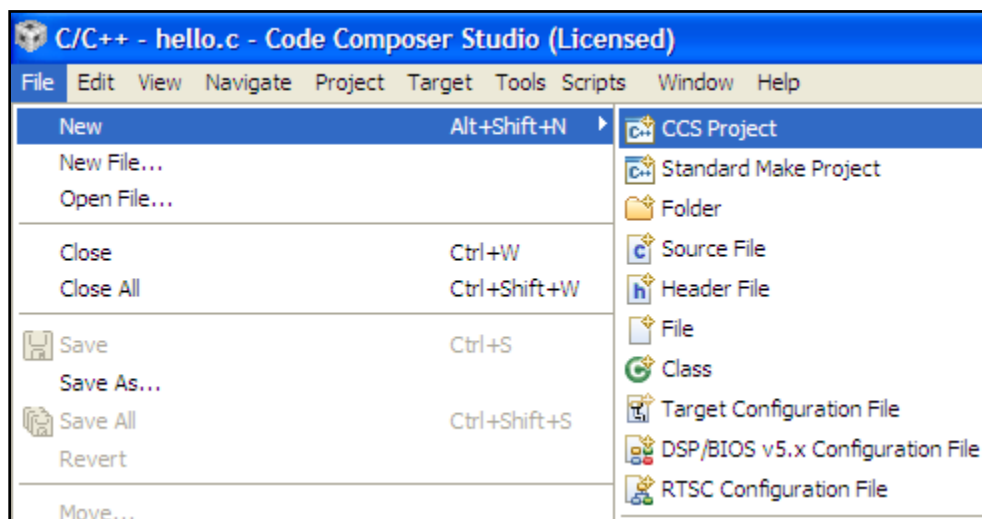 C/C++ - hello.c - Code Composer Studio (Licensed)
File Edit View Navigate Project Target Tools Scripts Window Help
New Alt+Shift+N
New File...
Open File...
Close Ctrl+W
Close All Ctrl+Shift+W
Save Ctrl+S
Save As...
Save All Ctrl+Shift+S
Revert
Move...
CCS Project
Standard Make Project
Folder
Source File
Header File
File
Class
Target Configuration File
DSP/BIOS v5.x Configuration File
RTSC Configuration File